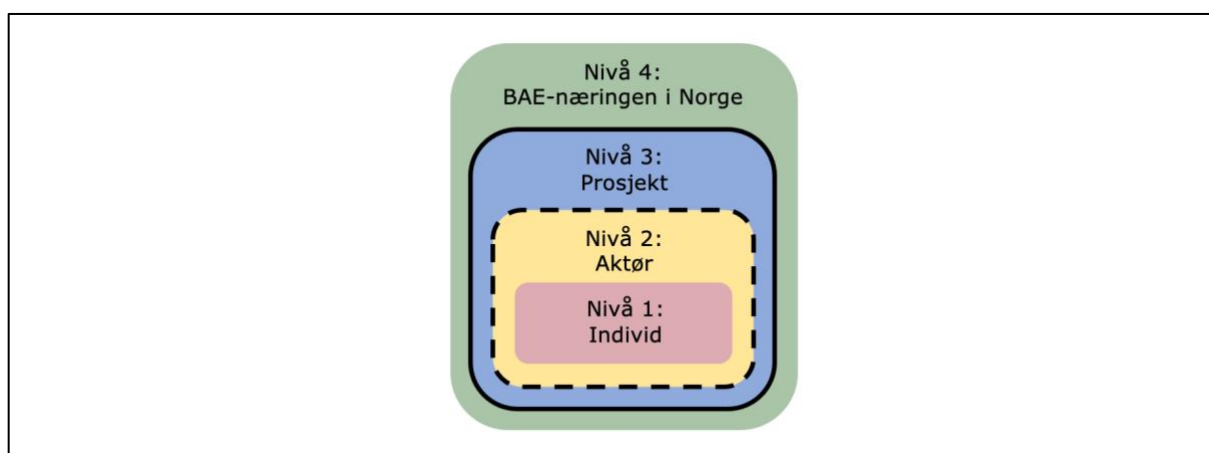 Nivå 4:
BAE-næringen i Norge
Nivå 3:
Prosjekt
Nivå 2:
Aktør
Nivå 1:
Individ